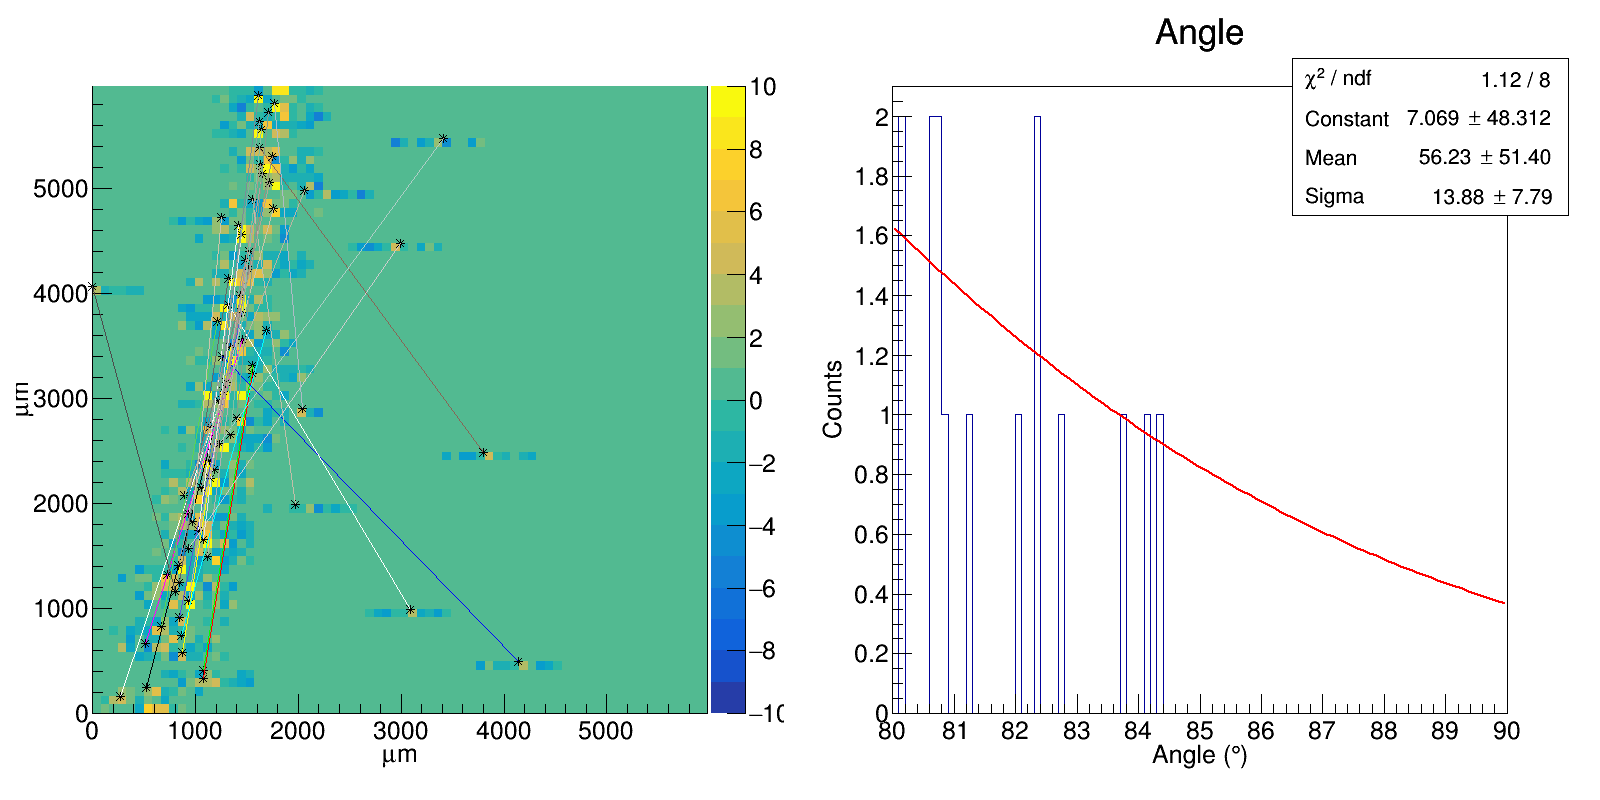 Angle
χ² / ndf 1.12 / 8
Constant 7.069 ± 48.312
Mean 56.23 ± 51.40
Sigma 13.88 ± 7.79
μm
5000
4000
3000
2000
1000
0
0 1000 2000 3000 4000 5000
μm
10
8
6
4
2
0
−2
−4
−6
−8
−10
Counts
2
1.8
1.6
1.4
1.2
1
0.8
0.6
0.4
0.2
0
80 81 82 83 84 85 86 87 88 89 90
Angle (°)